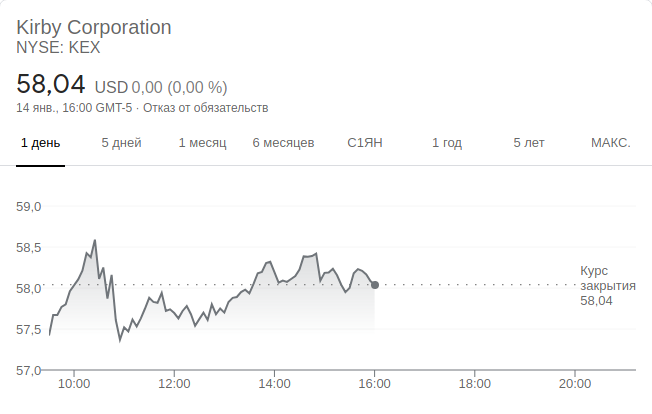 Kirby Corporation
NYSE: KEX
58,04 USD 0,00 (0,00 %)
14 янв., 16:00 GMT-5 · Отказ от обязательств
1 день 5 дней 1 месяц 6 месяцев С1ЯН 1 год 5 лет МАКС.
59,0
58,5
58,0
57,5
57,0
Курс
закрытия
58,04
10:00 12:00 14:00 16:00 18:00 20:00